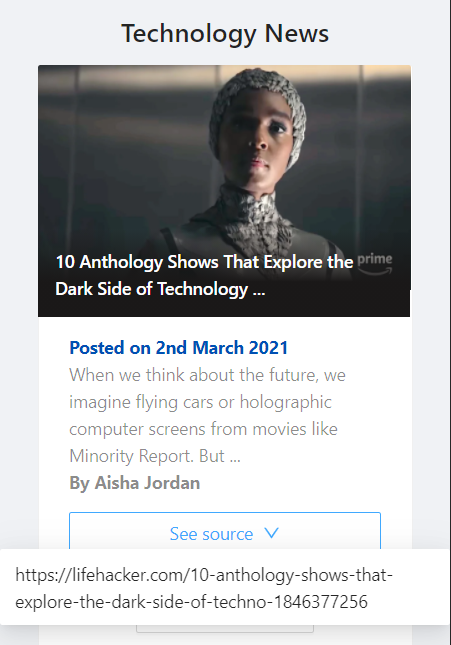 Technology News
prime
10 Anthology Shows That Explore the
Dark Side of Technology ...
Posted on 2nd March 2021
When we think about the future, we
imagine flying cars or holographic
computer screens from movies like
Minority Report. But ...
By Aisha Jordan
See source
https://lifehacker.com/10-anthology-shows-that-
explore-the-dark-side-of-techno-1846377256